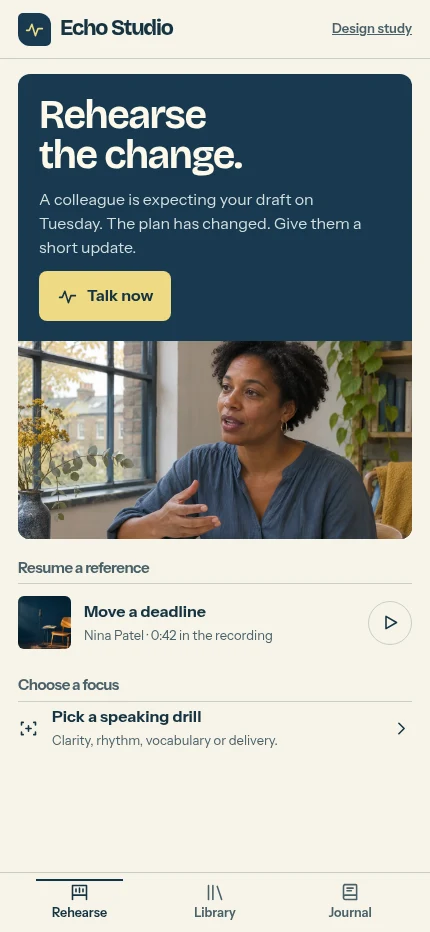 Echo Studio
Design study
Rehearse
the change.
A colleague is expecting your draft on
Tuesday. The plan has changed. Give them a
short update.
Talk now
Resume a reference
Move a deadline
Nina Patel · 0:42 in the recording
Choose a focus
Pick a speaking drill
Clarity, rhythm, vocabulary or delivery.
Rehearse
Library
Journal